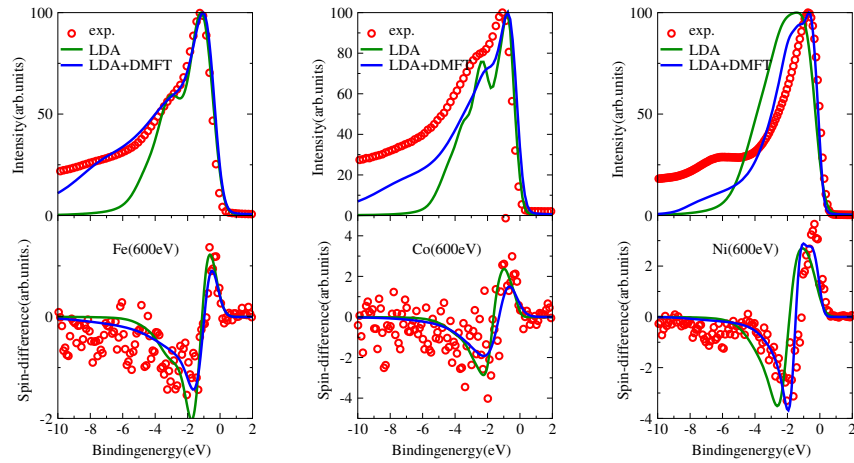 Intensity(arb.units)
100
50
0
exp.
LDA
LDA+DMFT
Intensity(arb.units)
100
80
60
40
20
0
exp.
LDA
LDA+DMFT
Intensity(arb.units)
100
50
0
exp.
LDA
LDA+DMFT
Spin-difference(arb.units.)
Fe(600eV)
0
-2
-10 -8 -6 -4 -2 0 2
Bindingenergy(eV)
Spin-difference(arb.units)
Co(600eV)
4
2
0
-2
-4
-10 -8 -6 -4 -2 0 2
Bindingenergy(eV)
Spin-difference(arb.units)
Ni(600eV)
2
0
-2
-4
-10 -8 -6 -4 -2 0 2
Bindingenergy(eV)